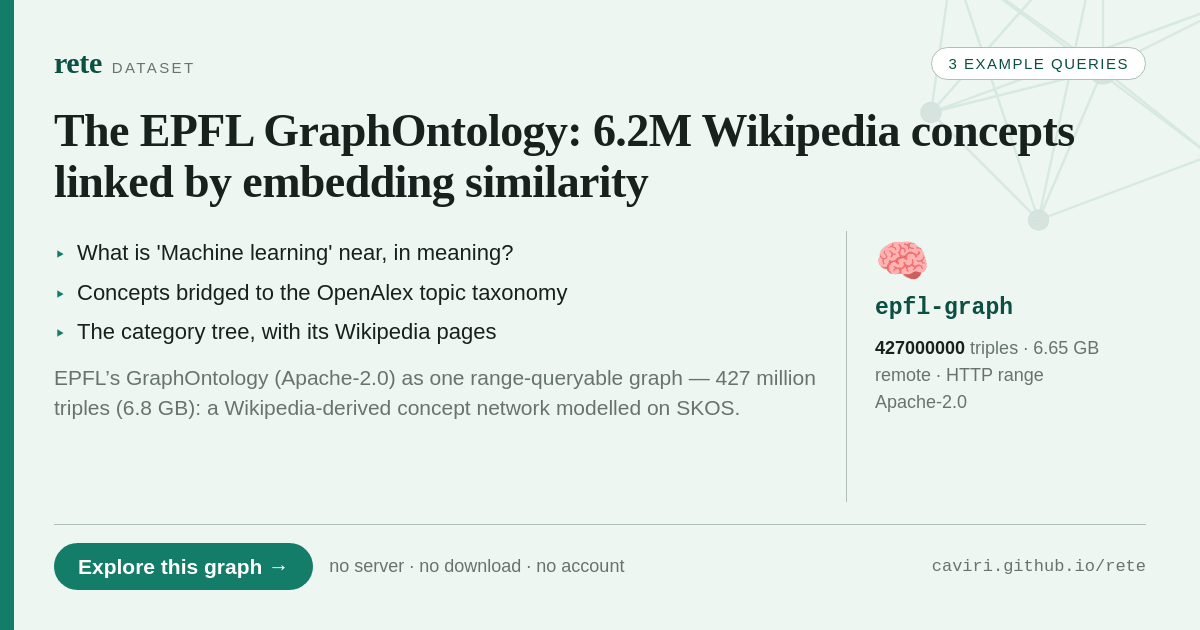 rete DATASET
3 EXAMPLE QUERIES
The EPFL GraphOntology: 6.2M Wikipedia concepts
linked by embedding similarity
▸ What is 'Machine learning' near, in meaning?
▸ Concepts bridged to the OpenAlex topic taxonomy
▸ The category tree, with its Wikipedia pages
EPFL’s GraphOntology (Apache-2.0) as one range-queryable graph — 427 million
triples (6.8 GB): a Wikipedia-derived concept network modelled on SKOS.
epfl-graph
427000000 triples · 6.65 GB
remote · HTTP range
Apache-2.0
Explore this graph →
no server · no download · no account
caviri.github.io/rete